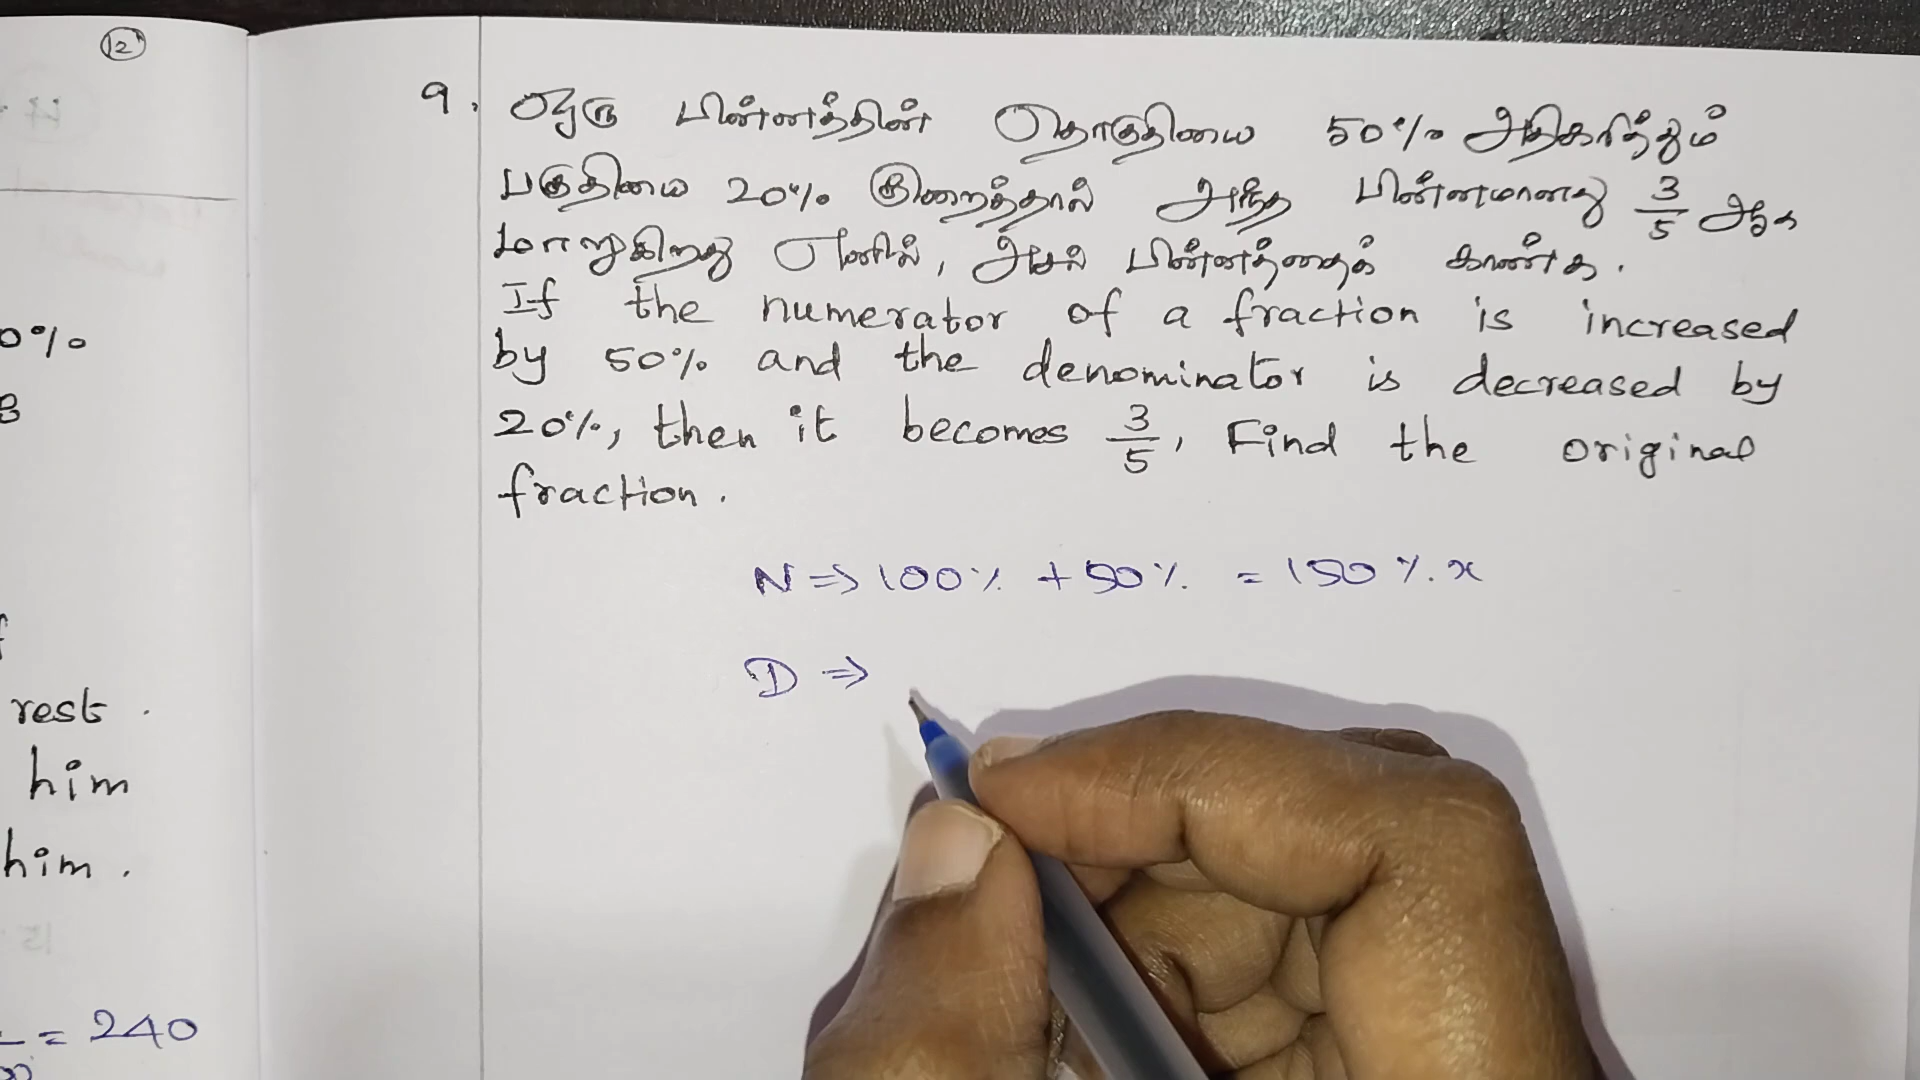 12
0%
rest .
him
him .
= 240
9. ஒரு பின்னத்தின் தொகுதியை 50% அதிகரித்தும்
பகுதியை 20% குறைத்தால் அந்த பின்னமானது 3/5 ஆக
மாறுகிறது எனில், அசல் பின்னத்தைக் காண்க.
If the numerator of a fraction is increased
by 50% and the denominator is decreased by
20%, then it becomes 3/5, Find the original
fraction.
N ⇒ 100% + 50% = 150%.x
D ⇒